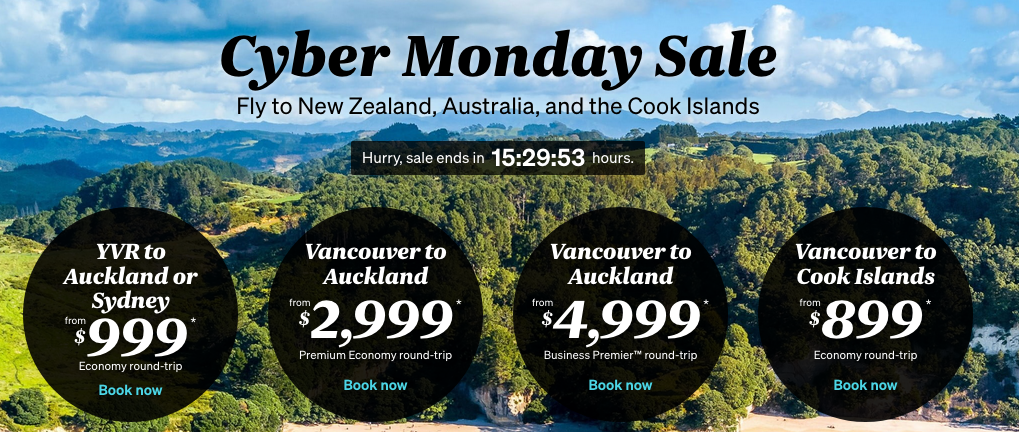 Cyber Monday Sale
Fly to New Zealand, Australia, and the Cook Islands
Hurry, sale ends in 15:29:53 hours.
YVR to
Auckland or
Sydney
from $999*
Economy round-trip
Book now
Vancouver to
Auckland
from $2,999*
Premium Economy round-trip
Book now
Vancouver to
Auckland
from $4,999*
Business Premier™ round-trip
Book now
Vancouver to
Cook Islands
from $899*
Economy round-trip
Book now